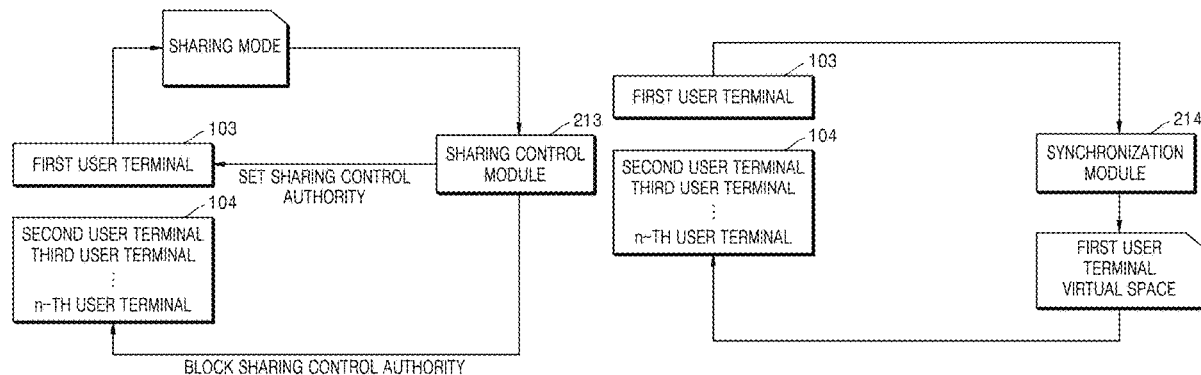 SHARING MODE
103
FIRST USER TERMINAL
213
SHARING CONTROL
MODULE
SET SHARING CONTROL
AUTHORITY
104
SECOND USER TERMINAL
THIRD USER TERMINAL
⋮
n-TH USER TERMINAL
BLOCK SHARING CONTROL AUTHORITY
103
FIRST USER TERMINAL
104
SECOND USER TERMINAL
THIRD USER TERMINAL
⋮
n-TH USER TERMINAL
214
SYNCHRONIZATION
MODULE
FIRST USER
TERMINAL
VIRTUAL SPACE